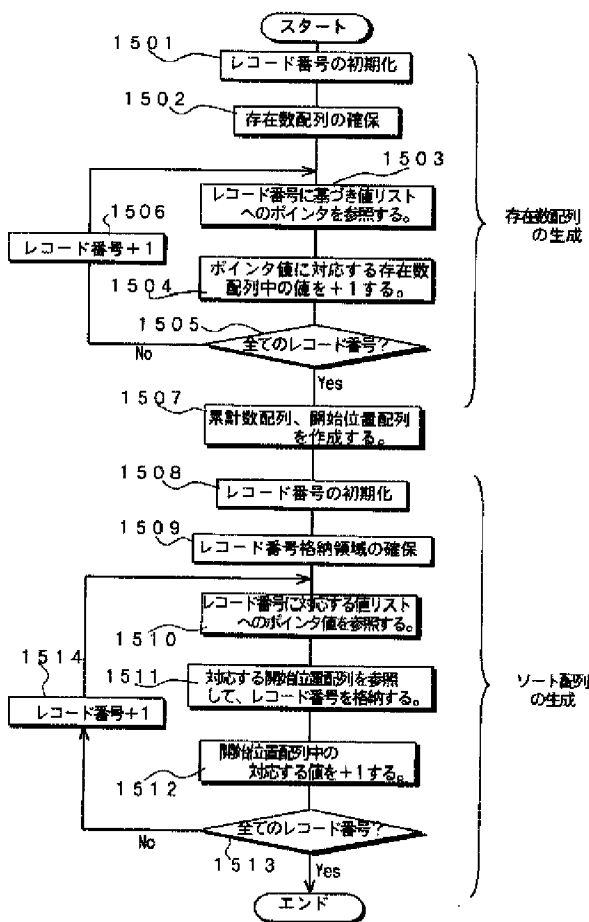 スタート
1501
レコード番号の初期化
1502
存在数配列の確保
1503
レコード番号に基づき値リスト
へのポインタを参照する。
1506
レコード番号+1
存在数配列
の生成
ポインタ値に対応する存在数
配列中の値を+1する。
1504
1505
全てのレコード番号?
No
Yes
1507
累計数配列、開始位置配列
を作成する。
1508
レコード番号の初期化
1509
レコード番号格納領域の確保
レコード番号に対応する値リスト
へのポインタ値を参照する。
1510
1514
レコード番号+1
1511
対応する開始位置配列を参照
して、レコード番号を格納する。
ソート配列
の生成
開始位置配列中の
対応する値を+1する。
1512
全てのレコード番号?
No
1513
Yes
エンド